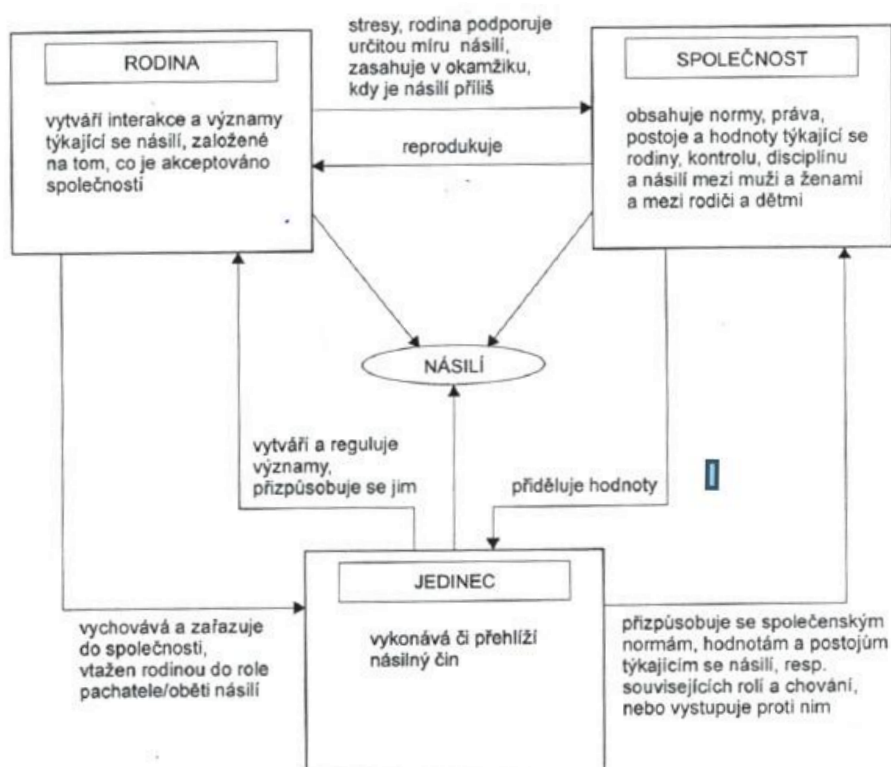 RODINA
vytváří interakce a významy
týkající se násilí, založené
na tom, co je akceptováno
společností
stresy, rodina podporuje
určitou míru násilí,
zasahuje v okamžiku,
kdy je násilí příliš
reprodukuje
SPOLEČNOST
obsahuje normy, práva,
postoje a hodnoty týkající se
rodiny, kontrolu, disciplínu
a násilí mezi muži a ženami
a mezi rodiči a dětmi
NÁSILÍ
vytváří a reguluje
významy,
přizpůsobuje se jim
přiděluje hodnoty
JEDINEC
vykonává či přehlíží
násilný čin
vychovává a zařazuje
do společnosti,
vtažen rodinou do role
pachatele/oběti násilí
přizpůsobuje se společenským
normám, hodnotám a postojům
týkajícím se násilí, resp.
souvisejících rolí a chování,
nebo vystupuje proti nim